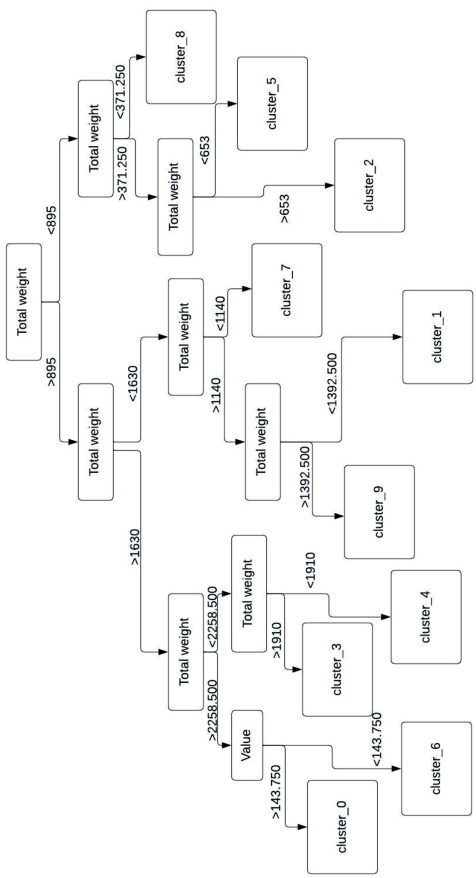 Total weight
>895
<895
Total weight
Total weight
>1630
<1630
>371.250
<371.250
Total weight
Total weight
Total weight
cluster_8
>2258.500
<2258.500
>1140
<1140
>653
<653
Value
Total weight
Total weight
cluster_7
cluster_2
cluster_5
>143.750
<143.750
>1910
<1910
>1392.500
<1392.500
cluster_0
cluster_6
cluster_3
cluster_4
cluster_9
cluster_1